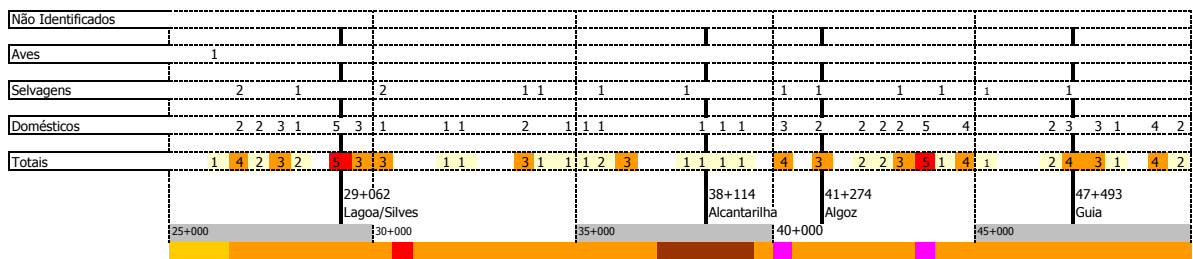 Não Identificados
Aves 1
Selvagens 2 1 2 1 1 1 1 1 1 1 1 1 1
Domésticos 2 2 3 1 5 3 1 1 1 2 1 1 1 1 1 1 3 2 2 2 2 5 4 2 3 3 1 4 2
Totais 1 4 2 3 2 5 3 3 1 1 3 1 1 1 2 3 1 1 1 1 4 3 2 2 3 5 1 4 1 2 4 3 1 4 2
29+062 38+114 41+274 47+493
Lagoa/Silves Alcantarilha Algoz Guia
25+000 30+000 35+000 40+000 45+000